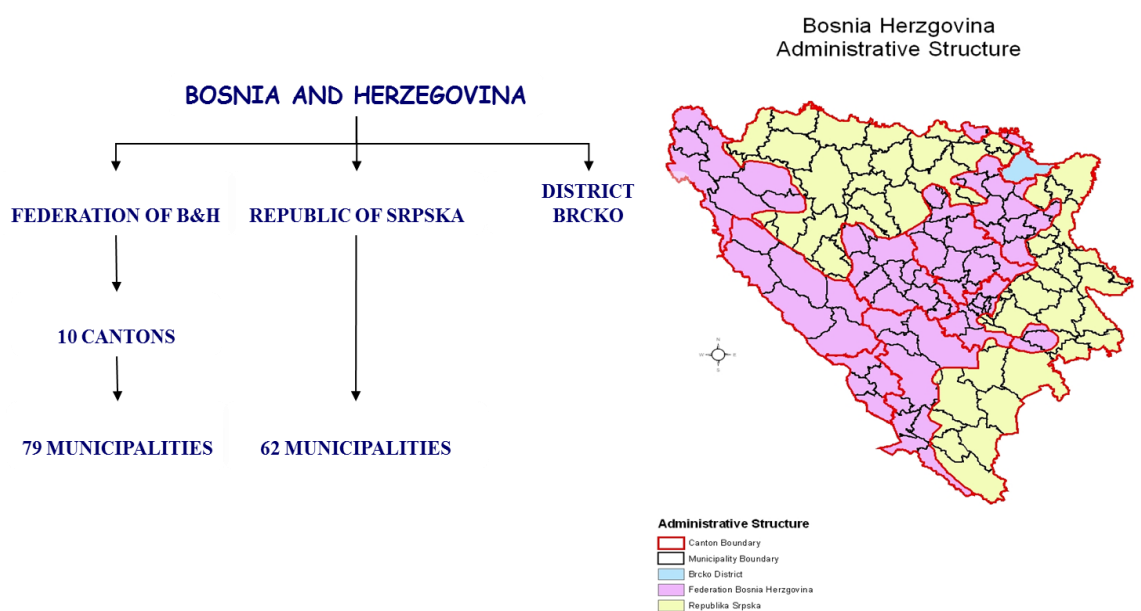 BOSNIA AND HERZEGOVINA
FEDERATION OF B&H
REPUBLIC OF SRPSKA
DISTRICT
BRCKO
10 CANTONS
79 MUNICIPALITIES
62 MUNICIPALITIES
Bosnia Herzgovina
Administrative Structure
N
W
E
S
Administrative Structure
Canton Boundary
Municipality Boundary
Brcko District
Federation Bosnia Herzgovina
Republika Srpska